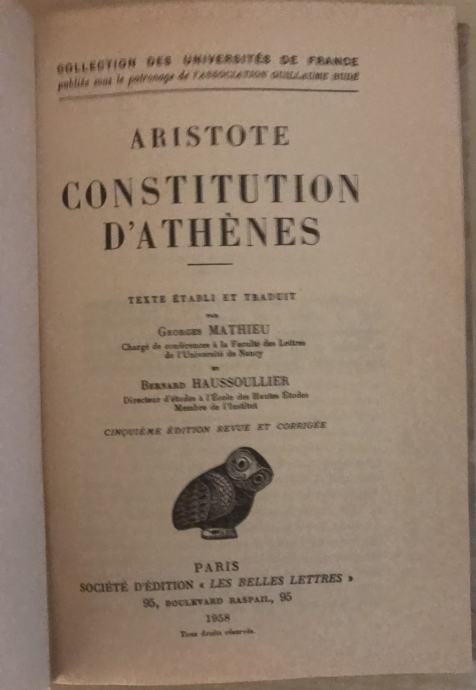 COLLECTION DES UNIVERSITÉS DE FRANCE
publiée sous le patronage de l'ASSOCIATION GUILLAUME BUDÉ
ARISTOTE
CONSTITUTION
D'ATHÈNES
TEXTE ÉTABLI ET TRADUIT
PAR
Georges MATHIEU
Chargé de conférences à la Faculté des Lettres
de l'Université de Nancy
ET
Bernard HAUSSOULLIER
Directeur d'études à l'École des Hautes Études
Membre de l'Institut
CINQUIÈME ÉDITION REVUE ET CORRIGÉE
PARIS
SOCIÉTÉ D'ÉDITION « LES BELLES LETTRES »
95, BOULEVARD RASPAIL, 95
1958
Tous droits réservés.